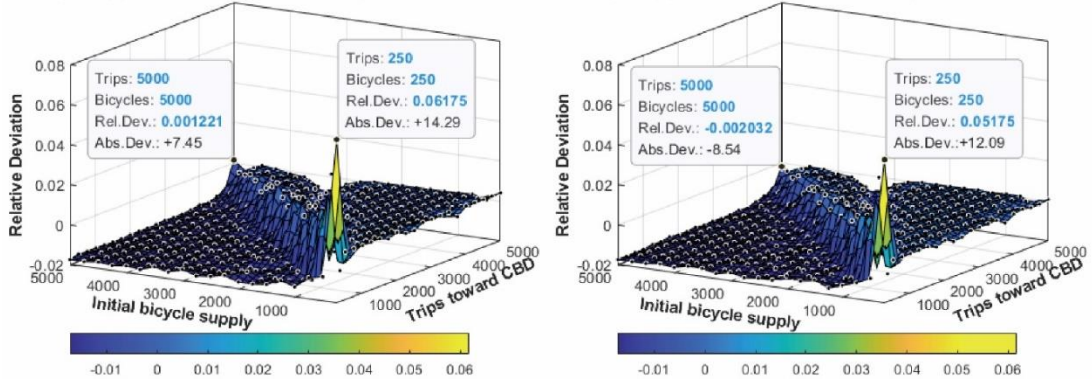 0.08
0.06
0.04
0.02
0
-0.02
Relative Deviation
Trips: 5000
Bicycles: 5000
Rel.Dev.: 0.001221
Abs.Dev.: +7.45
Trips: 250
Bicycles: 250
Rel.Dev.: 0.06175
Abs.Dev.: +14.29
5000
4000
3000
2000
1000
Initial bicycle supply
1000
2000
3000
4000
5000
Trips toward CBD
-0.01 0 0.01 0.02 0.03 0.04 0.05 0.06
0.08
0.06
0.04
0.02
0
-0.02
Relative Deviation
Trips: 5000
Bicycles: 5000
Rel.Dev.: -0.002032
Abs.Dev.: -8.54
Trips: 250
Bicycles: 250
Rel.Dev.: 0.05175
Abs.Dev.: +12.09
5000
4000
3000
2000
1000
Initial bicycle supply
1000
2000
3000
4000
5000
Trips toward CBD
-0.01 0 0.01 0.02 0.03 0.04 0.05 0.06